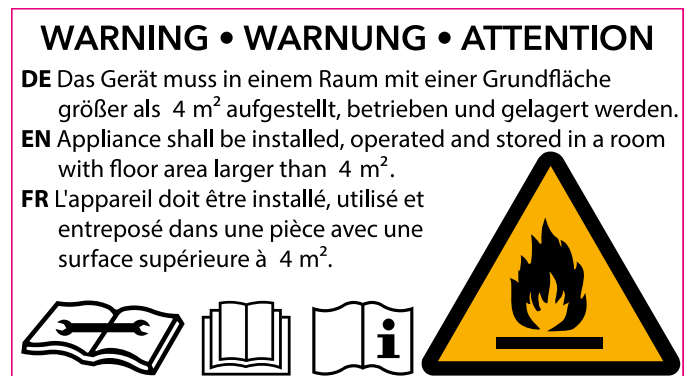 WARNING • WARNUNG • ATTENTION
DE Das Gerät muss in einem Raum mit einer Grundfläche
größer als 4 m² aufgestellt, betrieben und gelagert werden.
EN Appliance shall be installed, operated and stored in a room
with floor area larger than 4 m².
FR L'appareil doit être installé, utilisé et
entreposé dans une pièce avec une
surface supérieure à 4 m².
i